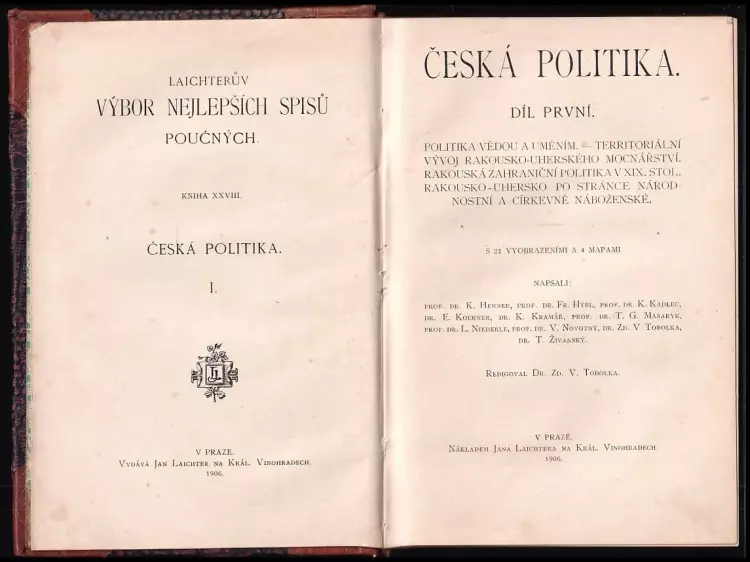 LAICHTERŮV
VÝBOR NEJLEPŠÍCH SPISŮ
POUČNÝCH.
KNIHA XXVIII.
ČESKÁ POLITIKA.
I.
V PRAZE.
VYDÁVÁ JAN LAICHTER NA KRÁL. VINOHRADECH.
1906.
ČESKÁ POLITIKA.
DÍL PRVNÍ.
POLITIKA VĚDOU A UMĚNÍM. — TERRITORIÁLNÍ
VÝVOJ RAKOUSKO-UHERSKÉHO MOCNÁŘSTVÍ.
RAKOUSKÁ ZAHRANIČNÍ POLITIKA V XIX. STOL.
RAKOUSKO-UHERSKO PO STRÁNCE NÁROD-
NOSTNÍ A CÍRKEVNĚ NÁBOŽENSKÉ.
S 21 VYOBRAZENÍMI A 4 MAPAMI.
NAPSALI:
PROF. DR. K. HENNER, PROF. DR. FR. HÝBL, PROF. DR. K. KADLEC,
DR. E. KOERNER, DR. K. KRAMÁŘ, PROF. DR. T. G. MASARYK,
PROF. DR. L. NIEDERLE, PROF. DR. V. NOVOTNÝ, DR. ZD. V. TOBOLKA,
DR. T. ŽIVANSKÝ.
REDIGOVAL DR. ZD. V. TOBOLKA.
V PRAZE.
NÁKLADEM JANA LAICHTERA NA KRÁL. VINOHRADECH.
1906.